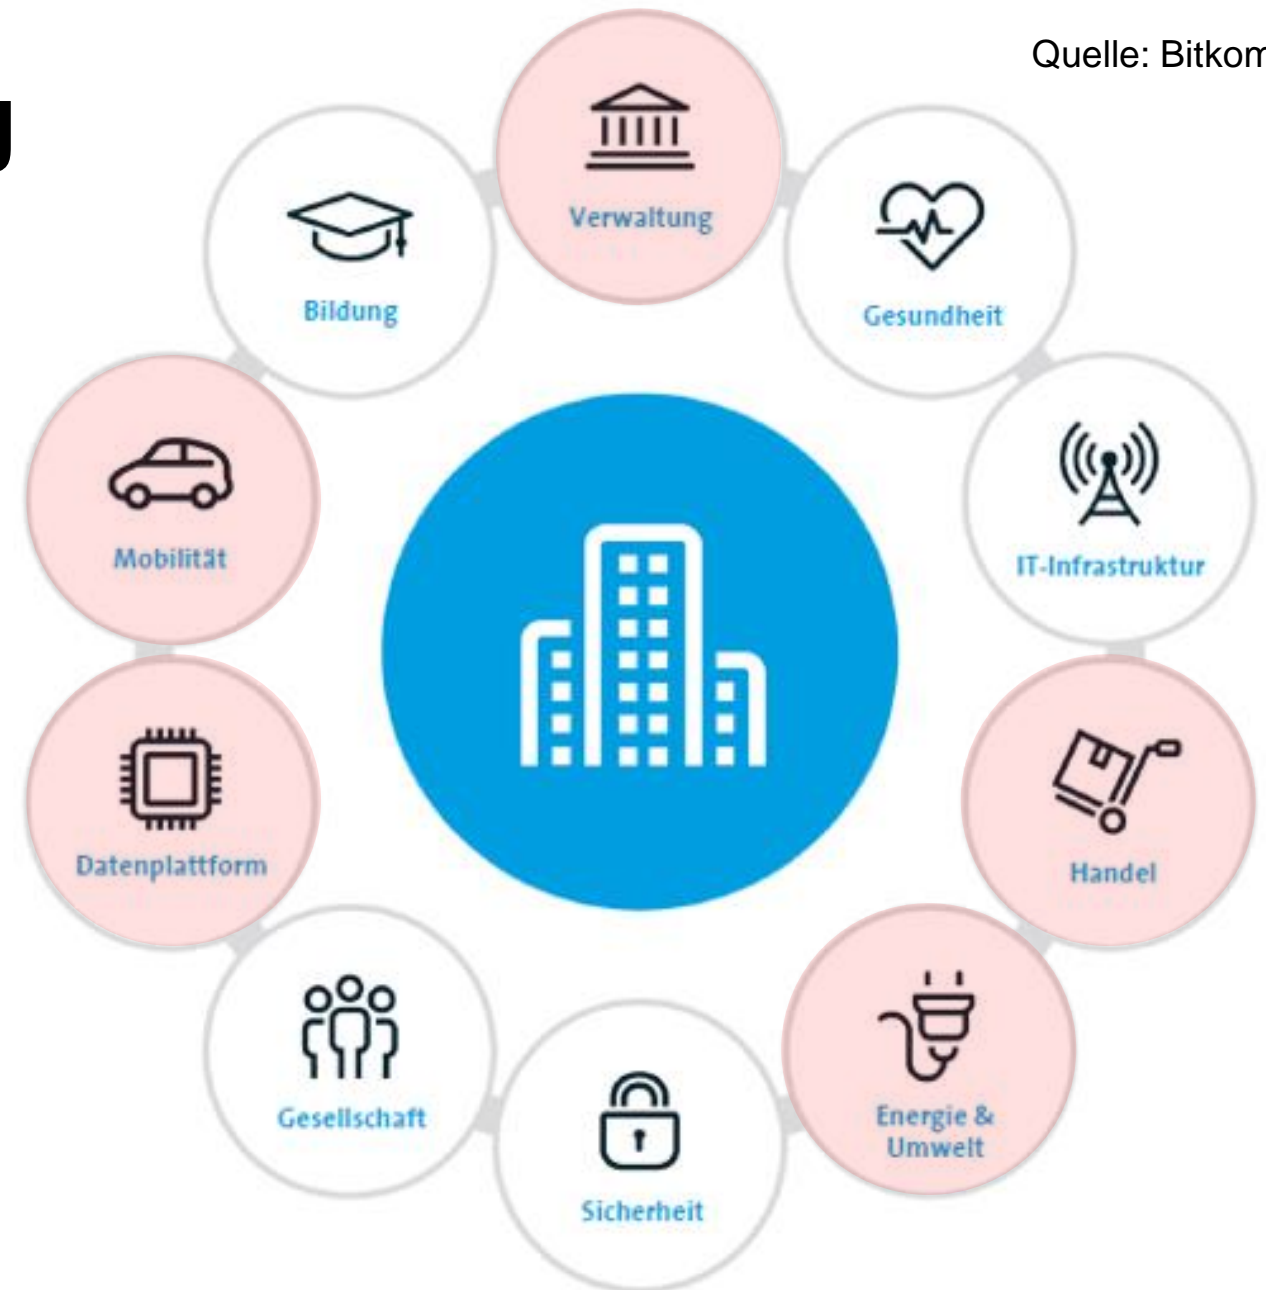 Quelle: Bitkom
g
Verwaltung
Bildung
Gesundheit
Mobilität
IT-Infrastruktur
Datenplattform
Handel
Gesellschaft
Energie &
Umwelt
Sicherheit